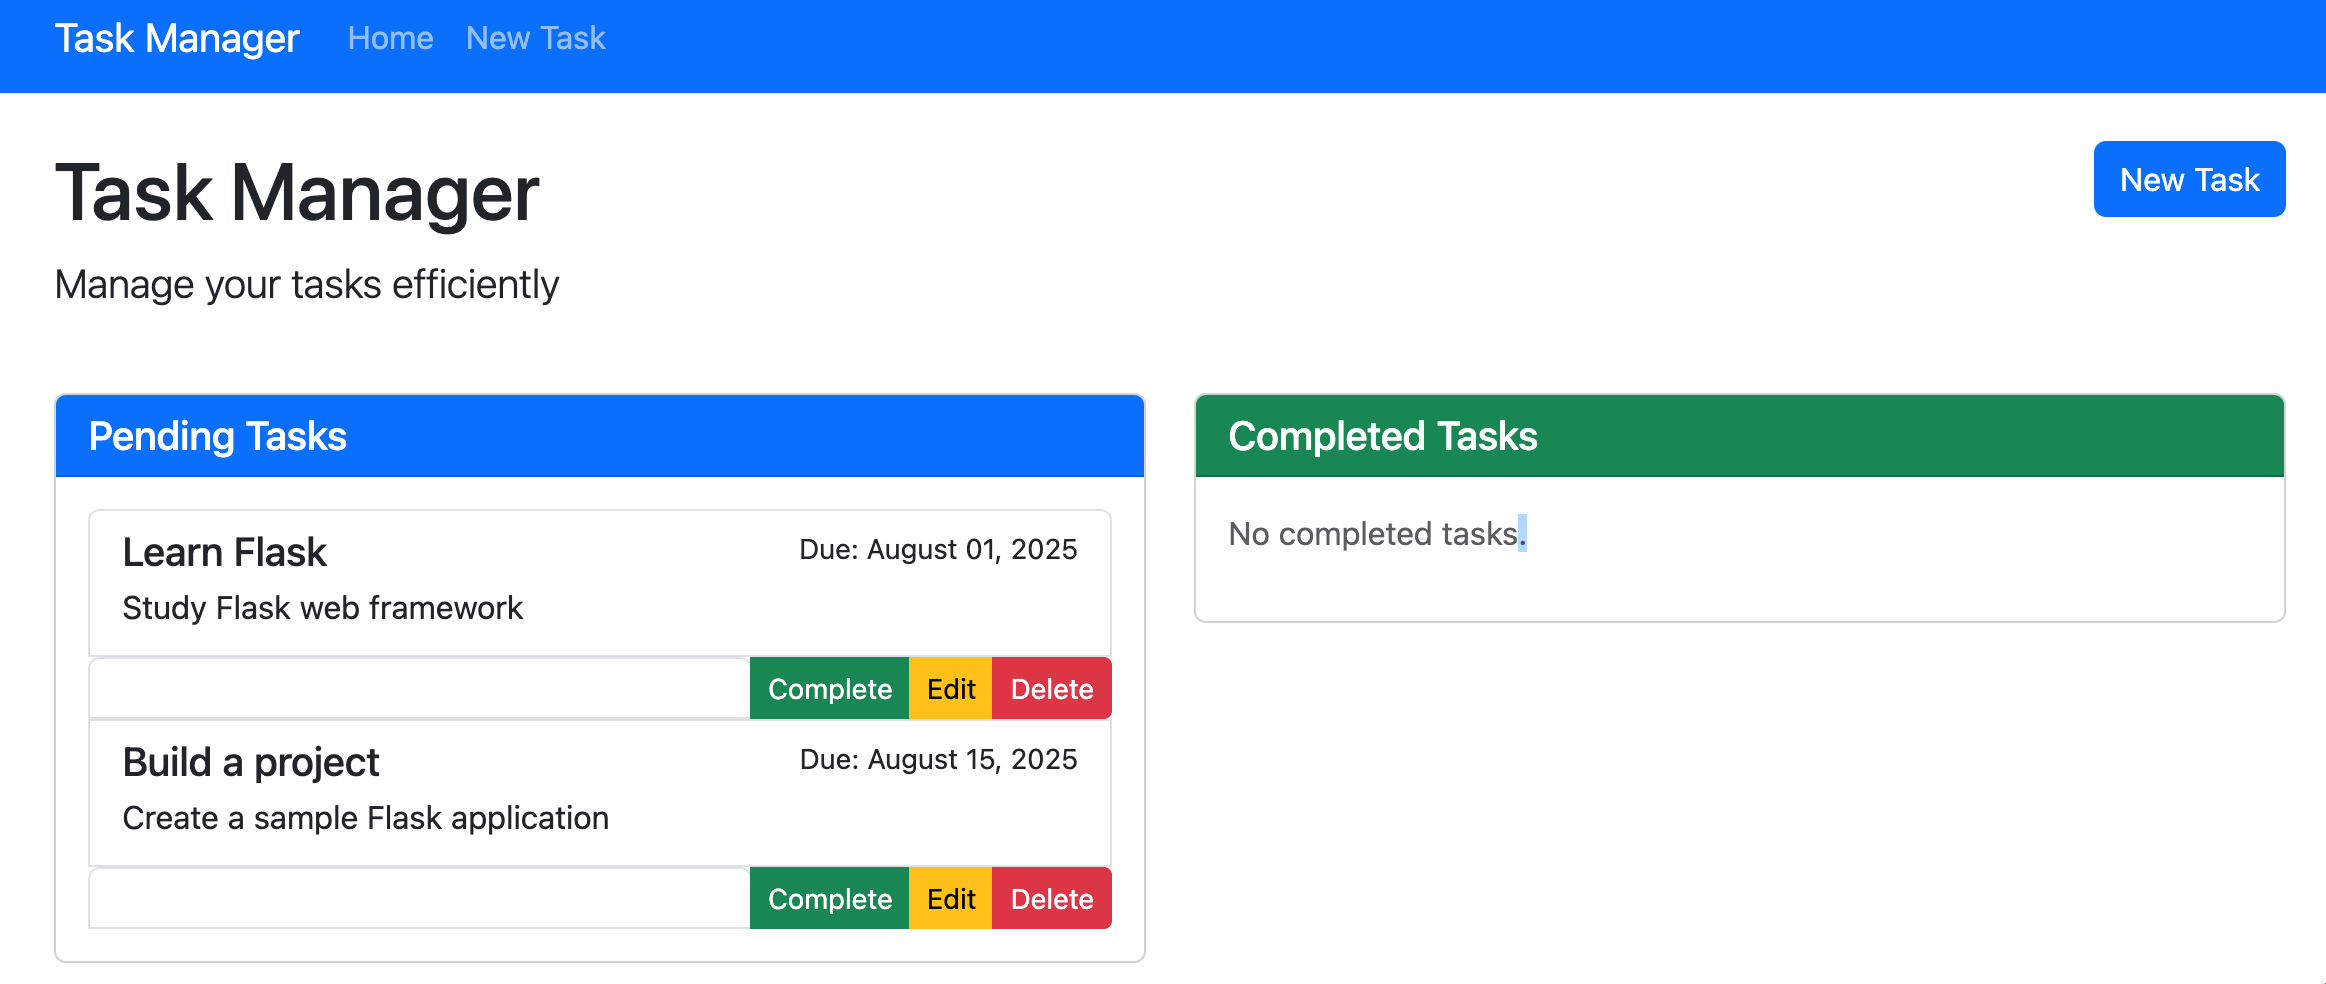 Task Manager Home New Task
Task Manager
New Task
Manage your tasks efficiently
Pending Tasks
Learn Flask
Due: August 01, 2025
Study Flask web framework
Complete Edit Delete
Build a project
Due: August 15, 2025
Create a sample Flask application
Complete Edit Delete
Completed Tasks
No completed tasks.